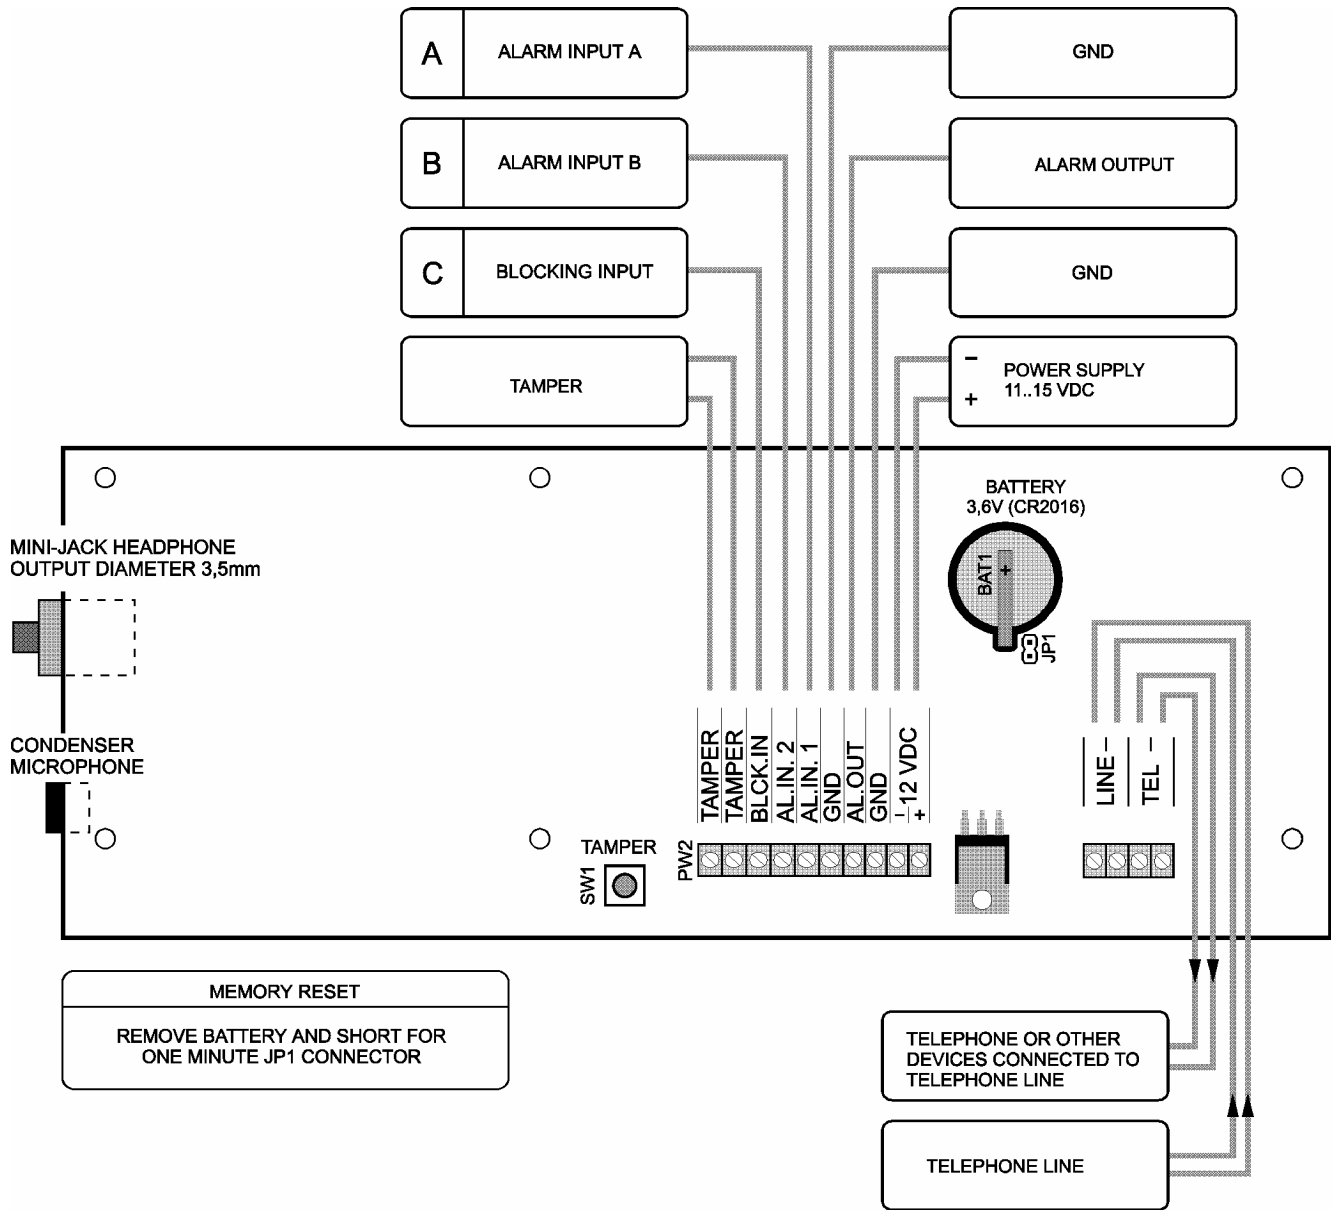 A
ALARM INPUT A
GND
B
ALARM INPUT B
ALARM OUTPUT
C
BLOCKING INPUT
GND
TAMPER
−
POWER SUPPLY
11..15 VDC
+
BATTERY
3,6V (CR2016)
MINI-JACK HEADPHONE
OUTPUT DIAMETER 3,5mm
BAT1
+
JP1
CONDENSER
MICROPHONE
TAMPER
TAMPER
BLCK.IN
AL.IN. 2
AL.IN. 1
GND
AL.OUT
GND
− 12 VDC +
LINE −
TEL −
TAMPER
SW1
PW2
MEMORY RESET
REMOVE BATTERY AND SHORT FOR
ONE MINUTE JP1 CONNECTOR
TELEPHONE OR OTHER
DEVICES CONNECTED TO
TELEPHONE LINE
TELEPHONE LINE